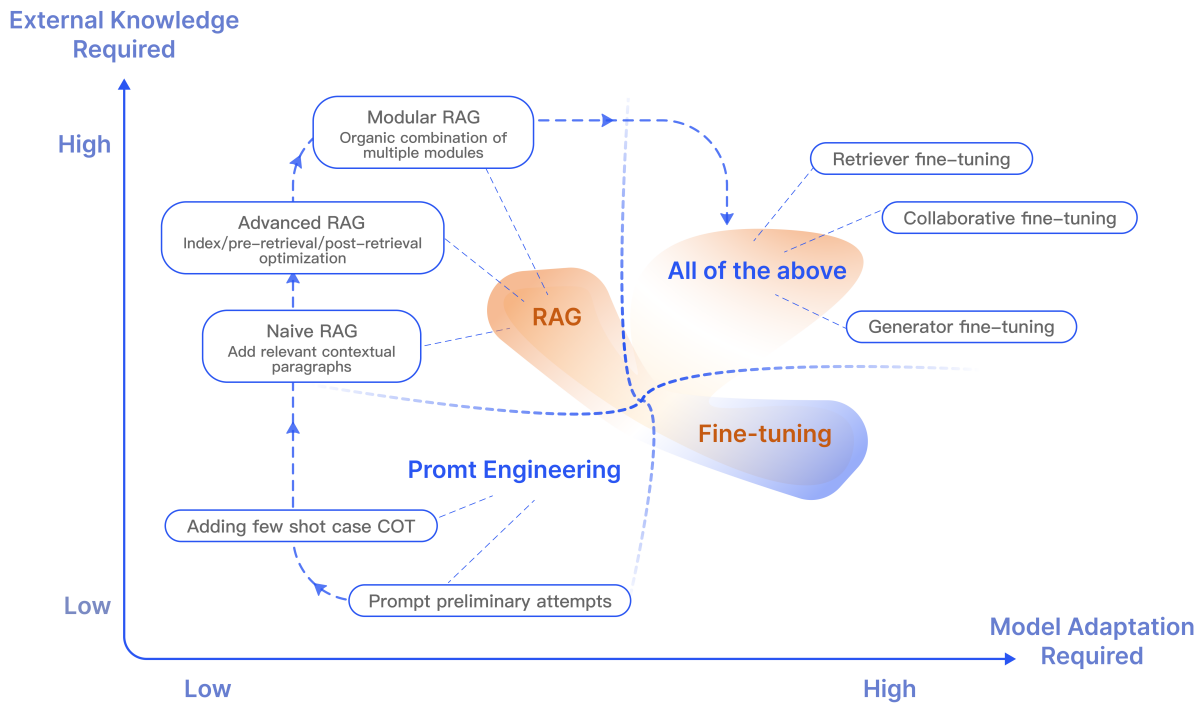 External Knowledge
Required
High
Modular RAG
Organic combination of
multiple modules
Retriever fine-tuning
Collaborative fine-tuning
Advanced RAG
Index/pre-retrieval/post-retrieval
optimization
All of the above
RAG
Generator fine-tuning
Naive RAG
Add relevant contextual
paragraphs
Fine-tuning
Promt Engineering
Adding few shot case COT
Prompt preliminary attempts
Low
Model Adaptation
Required
Low
High